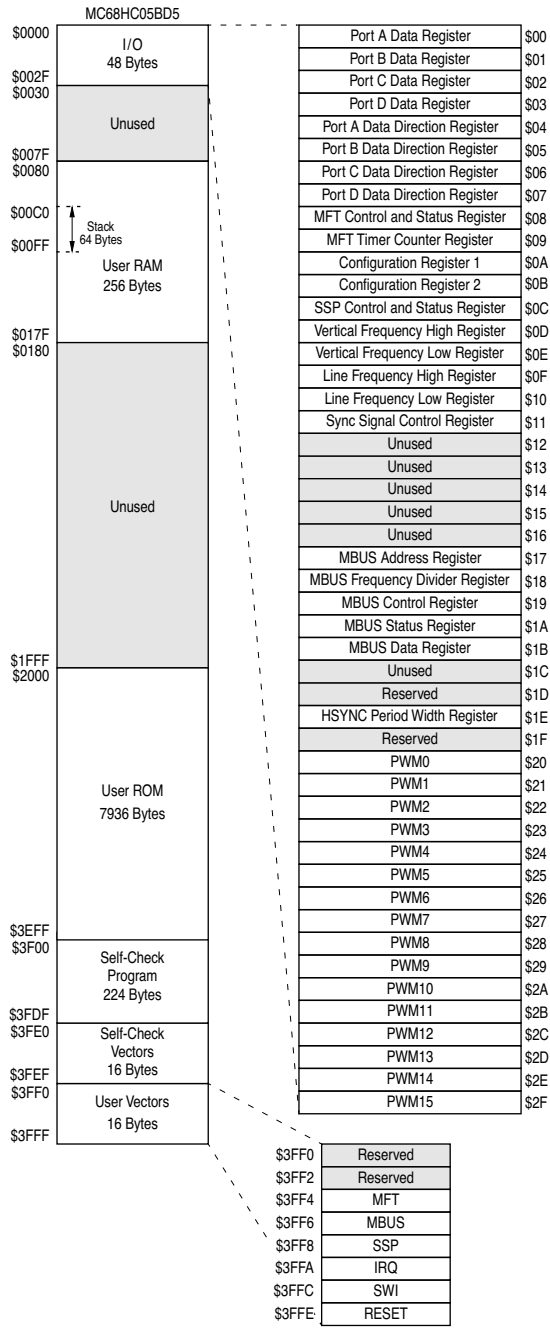 MC68HC05BD5
$0000
I/O
48 Bytes
$002F
$0030
Unused
$007F
$0080
$00C0
Stack
64 Bytes
$00FF
User RAM
256 Bytes
$017F
$0180
Unused
$1FFF
$2000
User ROM
7936 Bytes
$3EFF
$3F00
Self-Check
Program
224 Bytes
$3FDF
$3FE0
Self-Check
Vectors
16 Bytes
$3FEF
$3FF0
User Vectors
16 Bytes
$3FFF
Port A Data Register $00
Port B Data Register $01
Port C Data Register $02
Port D Data Register $03
Port A Data Direction Register $04
Port B Data Direction Register $05
Port C Data Direction Register $06
Port D Data Direction Register $07
MFT Control and Status Register $08
MFT Timer Counter Register $09
Configuration Register 1 $0A
Configuration Register 2 $0B
SSP Control and Status Register $0C
Vertical Frequency High Register $0D
Vertical Frequency Low Register $0E
Line Frequency High Register $0F
Line Frequency Low Register $10
Sync Signal Control Register $11
Unused $12
Unused $13
Unused $14
Unused $15
Unused $16
MBUS Address Register $17
MBUS Frequency Divider Register $18
MBUS Control Register $19
MBUS Status Register $1A
MBUS Data Register $1B
Unused $1C
Reserved $1D
HSYNC Period Width Register $1E
Reserved $1F
PWM0 $20
PWM1 $21
PWM2 $22
PWM3 $23
PWM4 $24
PWM5 $25
PWM6 $26
PWM7 $27
PWM8 $28
PWM9 $29
PWM10 $2A
PWM11 $2B
PWM12 $2C
PWM13 $2D
PWM14 $2E
PWM15 $2F
$3FF0 Reserved
$3FF2 Reserved
$3FF4 MFT
$3FF6 MBUS
$3FF8 SSP
$3FFA IRQ
$3FFC SWI
$3FFE RESET